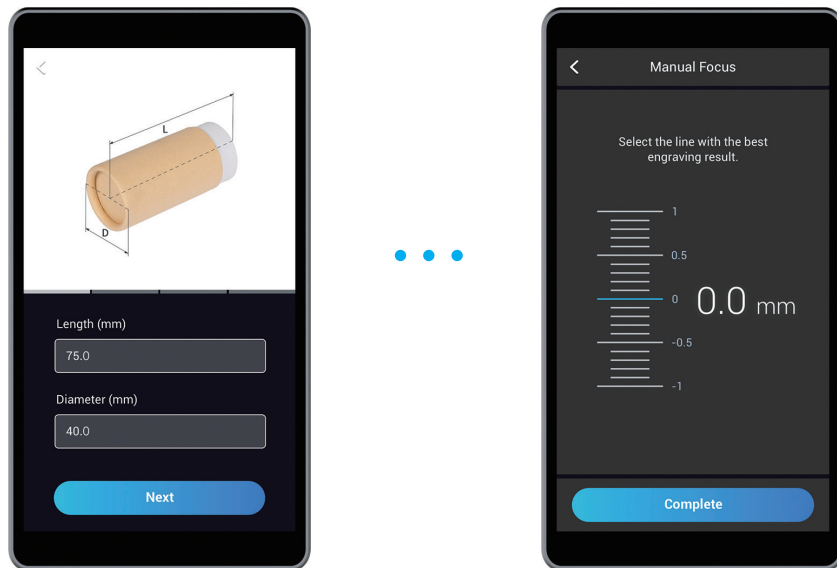 L
D
Length (mm)
75.0
Diameter (mm)
40.0
Next
Manual Focus
Select the line with the best
engraving result.
1
0.5
0
0.0 mm
-0.5
-1
Complete